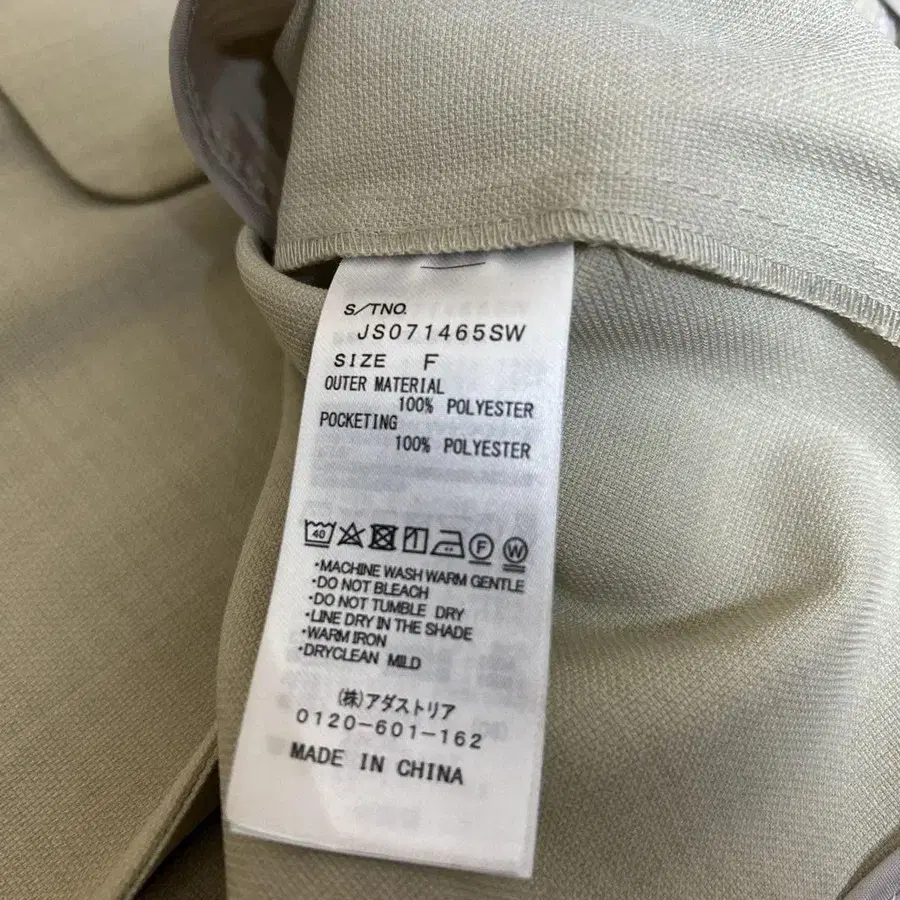 S/TNO.
JS071465SW
SIZE F
OUTER MATERIAL
100% POLYESTER
POCKETING
100% POLYESTER
40 F W
・MACHINE WASH WARM GENTLE
・DO NOT BLEACH
・DO NOT TUMBLE DRY
・LINE DRY IN THE SHADE
・WARM IRON
・DRYCLEAN MILD
(株)アダストリア
0120-601-162
MADE IN CHINA